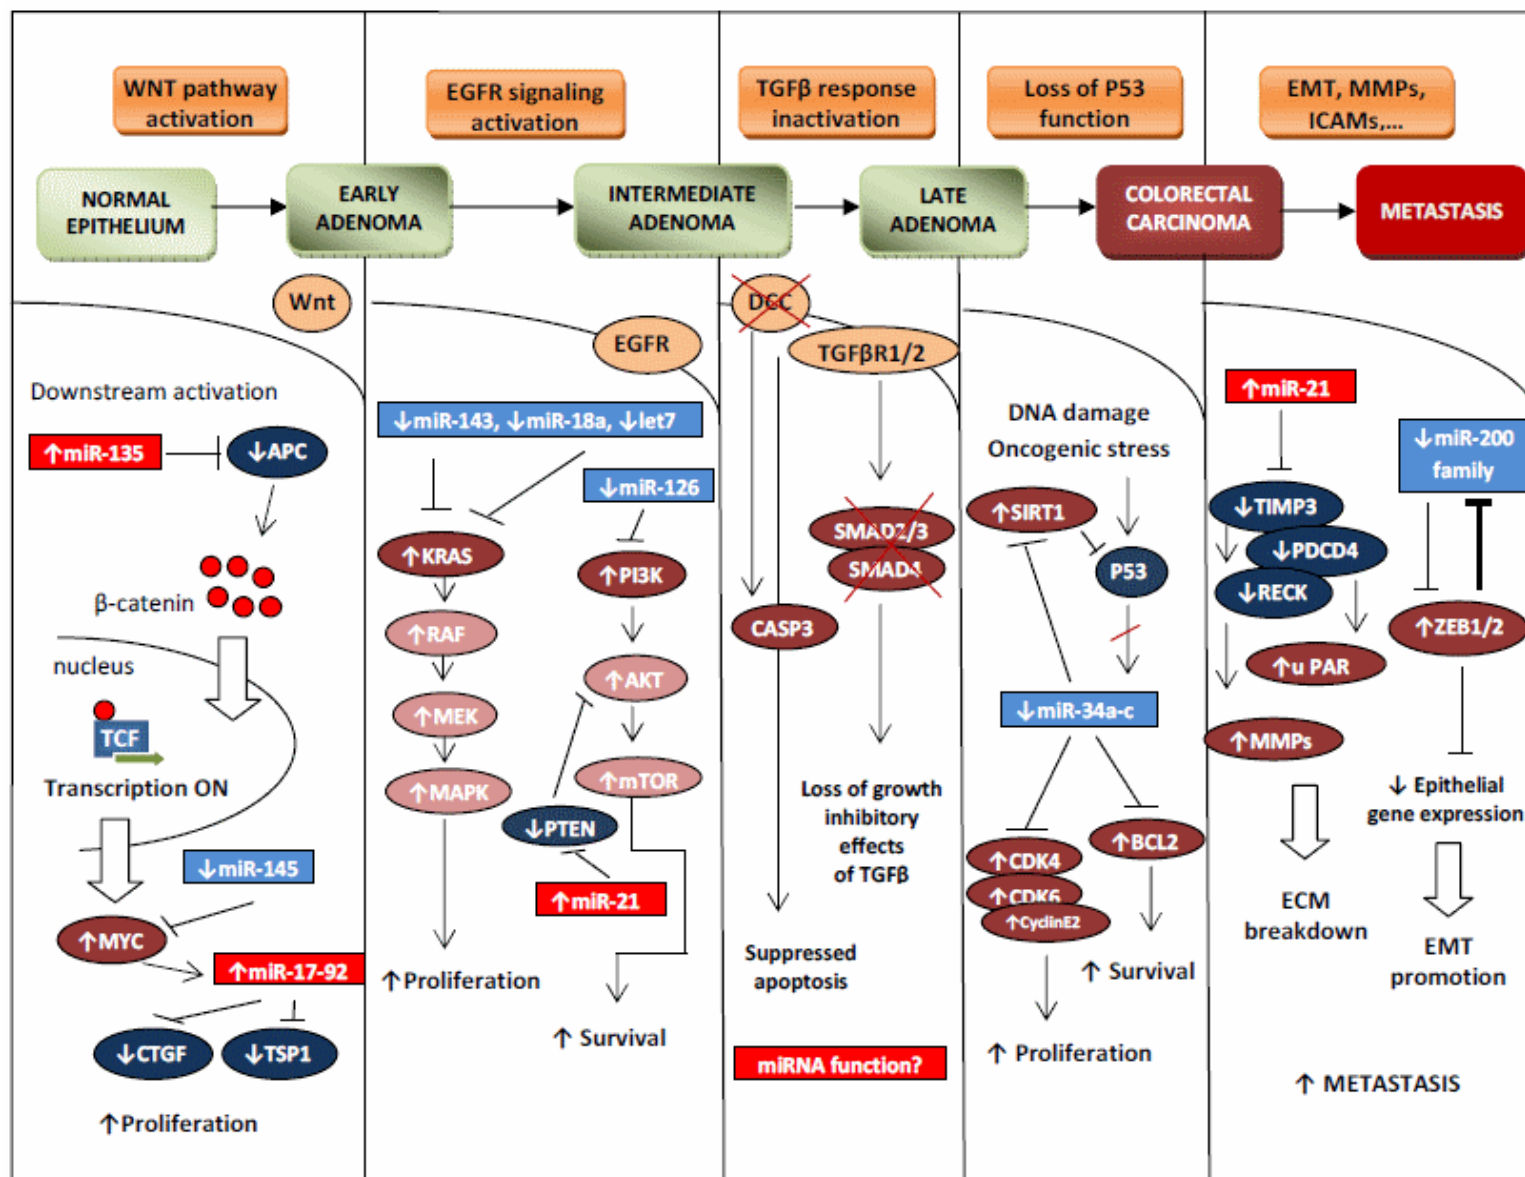 WNT pathway
activation
EGFR signaling
activation
TGFβ response
inactivation
Loss of P53
function
EMT, MMPs,
ICAMs,...
NORMAL
EPITHELIUM
EARLY
ADENOMA
INTERMEDIATE
ADENOMA
LATE
ADENOMA
COLORECTAL
CARCINOMA
METASTASIS
Wnt
Downstream activation
↑miR-135
↓APC
β-catenin
nucleus
TCF
Transcription ON
↓miR-145
↑MYC
↑miR-17-92
↓CTGF
↓TSP1
↑Proliferation
EGFR
↓miR-143, ↓miR-18a, ↓let7
↓miR-126
↑KRAS
↑PI3K
↑RAF
↑AKT
↑MEK
↑mTOR
↑MAPK
↓PTEN
↑miR-21
↑Proliferation
↑ Survival
DCC
TGFβR1/2
SMAD2/3
SMAD4
CASP3
Loss of growth
inhibitory
effects
of TGFβ
Suppressed
apoptosis
miRNA function?
DNA damage
Oncogenic stress
↑SIRT1
P53
↓miR-34a-c
↑CDK4
↑CDK6
↑CyclinE2
↑BCL2
↑ Survival
↑ Proliferation
↑miR-21
↓miR-200
family
↓TIMP3
↓PDCD4
↓RECK
↑ZEB1/2
↑u PAR
↑MMPs
↓ Epithelial
gene expression
ECM
breakdown
EMT
promotion
↑ METASTASIS